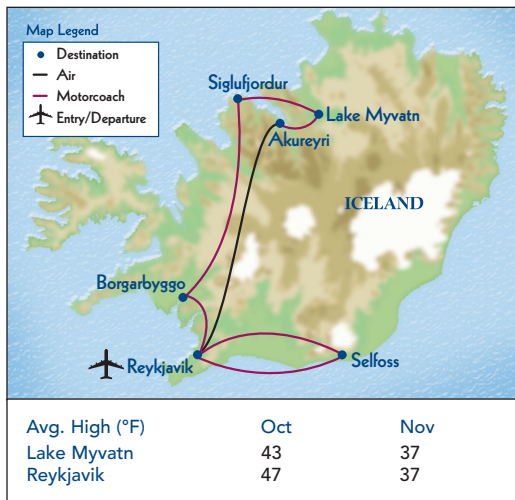 Map Legend
Destination
Air
Motorcoach
Entry/Departure
Siglufjordur
Lake Myvatn
Akureyri
ICELAND
Borgarbyggo
Reykjavik
Selfoss
Avg. High (°F) Oct Nov
Lake Myvatn 43 37
Reykjavik 47 37